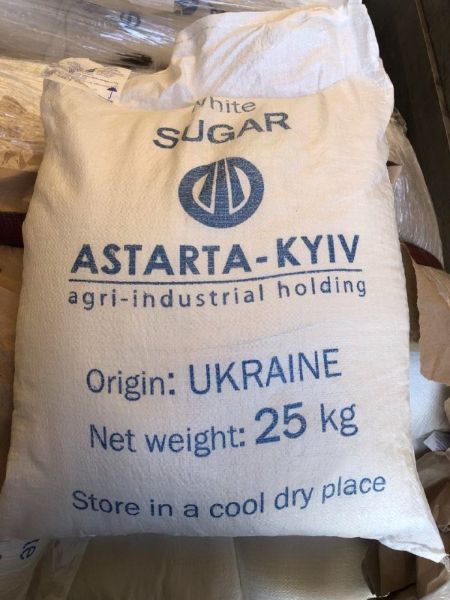 white
SUGAR
ASTARTA-KYIV
agri-industrial holding
Origin: UKRAINE
Net weight: 25 kg
Store in a cool dry place